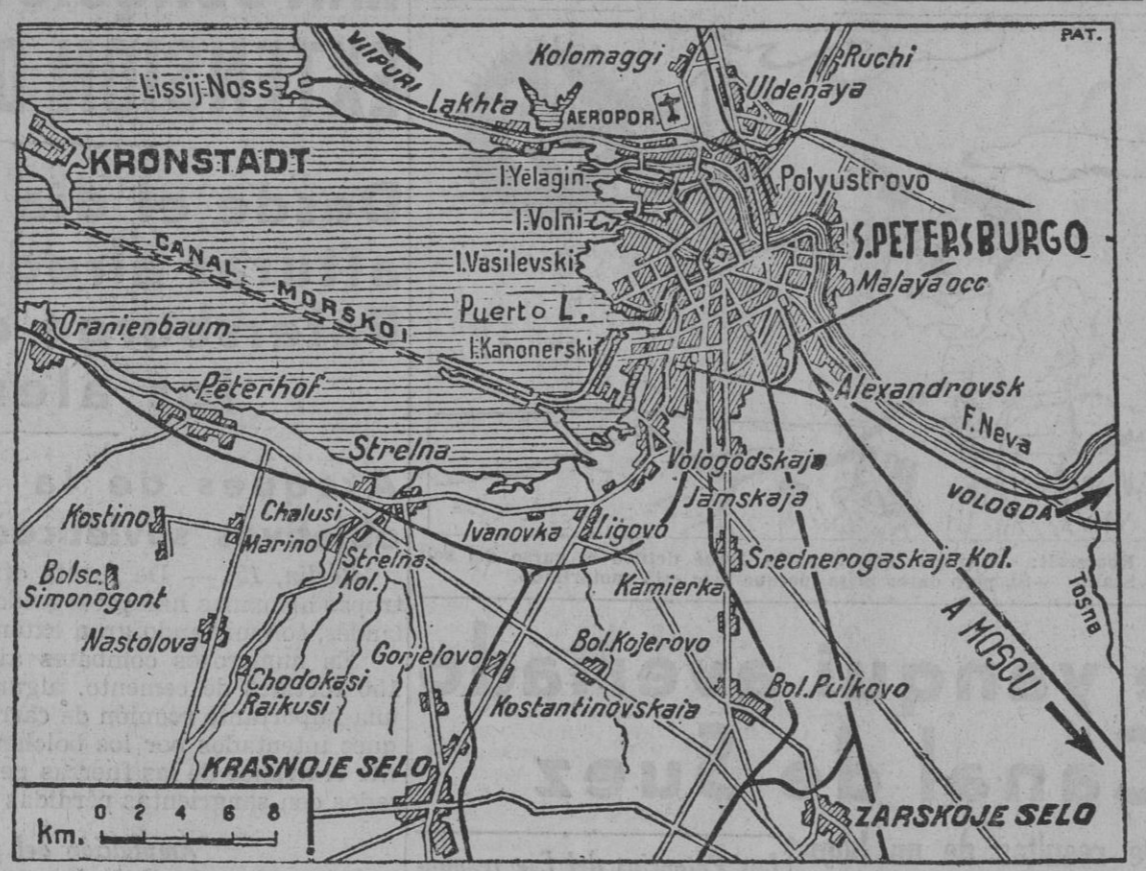 PAT.
VIIPURI
Kolomaggi
Ruchi
Lissij Noss
Lakhta
AEROPOR.
Uldenaya
KRONSTADT
I.Yelagin
Polyustrovo
I.Volni
S.PETERSBURGO
CANAL MORSKOI
I.Vasilevski
Malaya occ
Puerto L.
Oranienbaum
I.Kanonerski
Peterhof
Alexandrovsk
F. Neva
Strelna
Vologodskaja
VOLOGDA
Jamskaja
Kostino
Chalusi
Marino
Ivanovka
Ligovo
Strelna
Kol.
Srednerogaskaja Kol.
Bolsc.
Simonogont
Kamierka
Tosna
A MOSCU
Nastolova
Gorjelovo
Bol.Kojerovo
Chodokasi
Raikusi
Kostantinovskaia
Bol.Pulkovo
KRASNOJE SELO
ZARSKOJE SELO
Km. 0 2 4 6 8